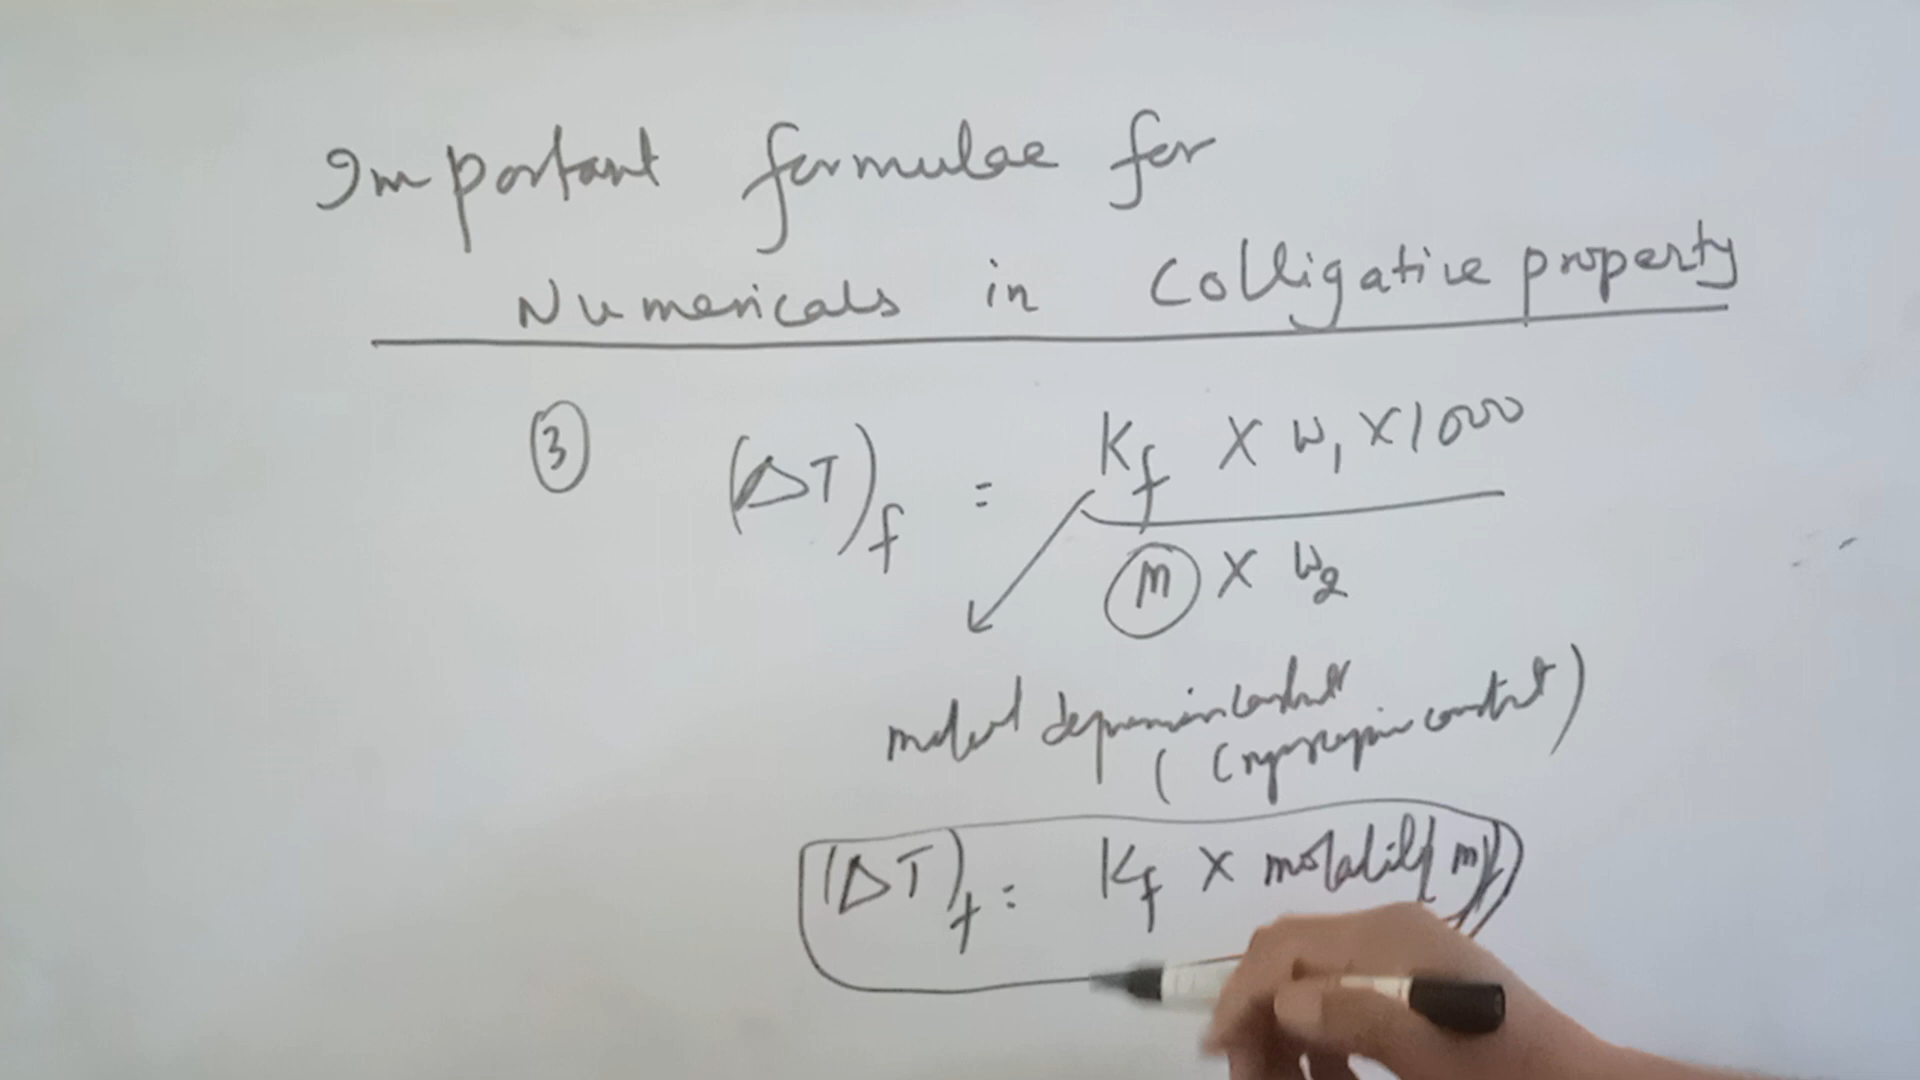 Important formulae for
Numericals in Colligative property
3 (ΔT)f = Kf X W1 X 1000
m X W2
depression constant
(Cryoscopic constant)
(ΔT)f = Kf X molality(m)